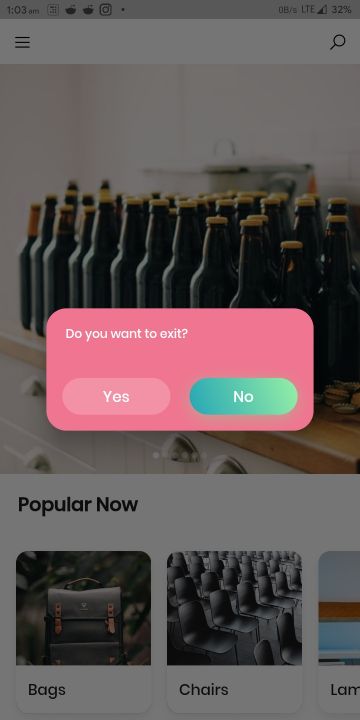 1:03 am
0B/s LTE 32%
Do you want to exit?
Yes No
Popular Now
Bags Chairs Lam